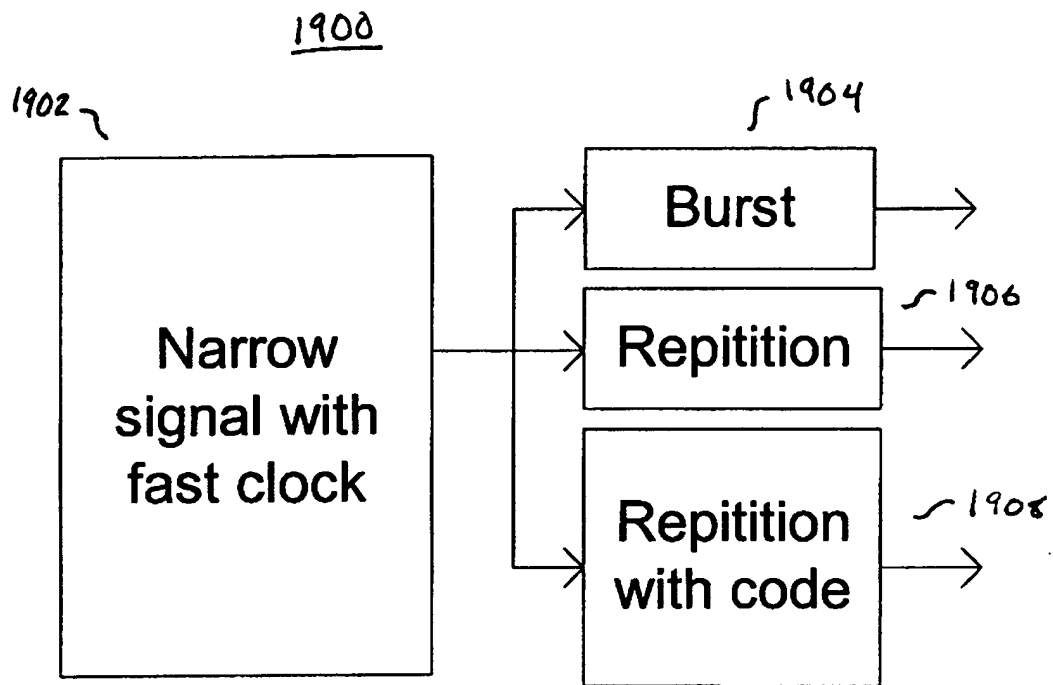 1900
1902
1904
Burst
1906
Repitition
Narrow
signal with
fast clock
1908
Repitition
with code